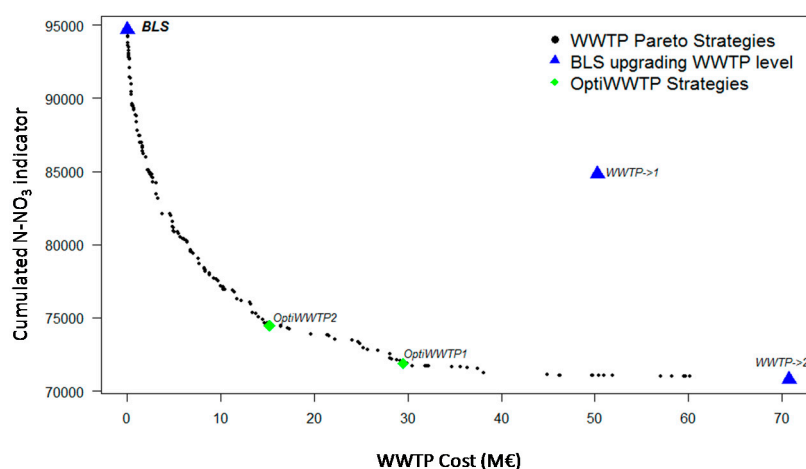 95000
BLS
WWTP Pareto Strategies
BLS upgrading WWTP level
OptiWWTP Strategies
90000
85000
WWTP->1
80000
75000
OptiWWTP2
OptiWWTP1
WWTP->2
70000
Cumulated N-NO₃ indicator
0 10 20 30 40 50 60 70
WWTP Cost (M€)